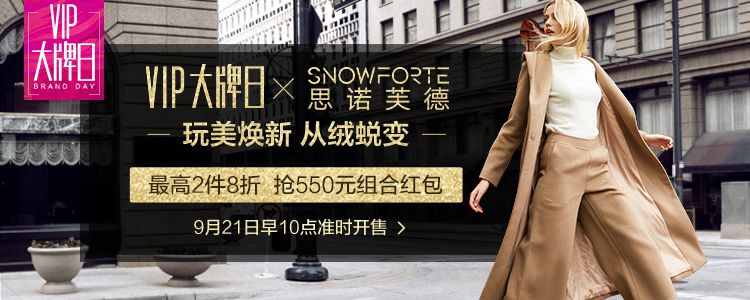 VIP
大牌日
BRAND DAY
VIP大牌日×SNOWFORTE
思诺芙德
— 玩美焕新 从绒蜕变 —
最高2件8折 抢550元组合红包
9月21日早10点准时开售 >